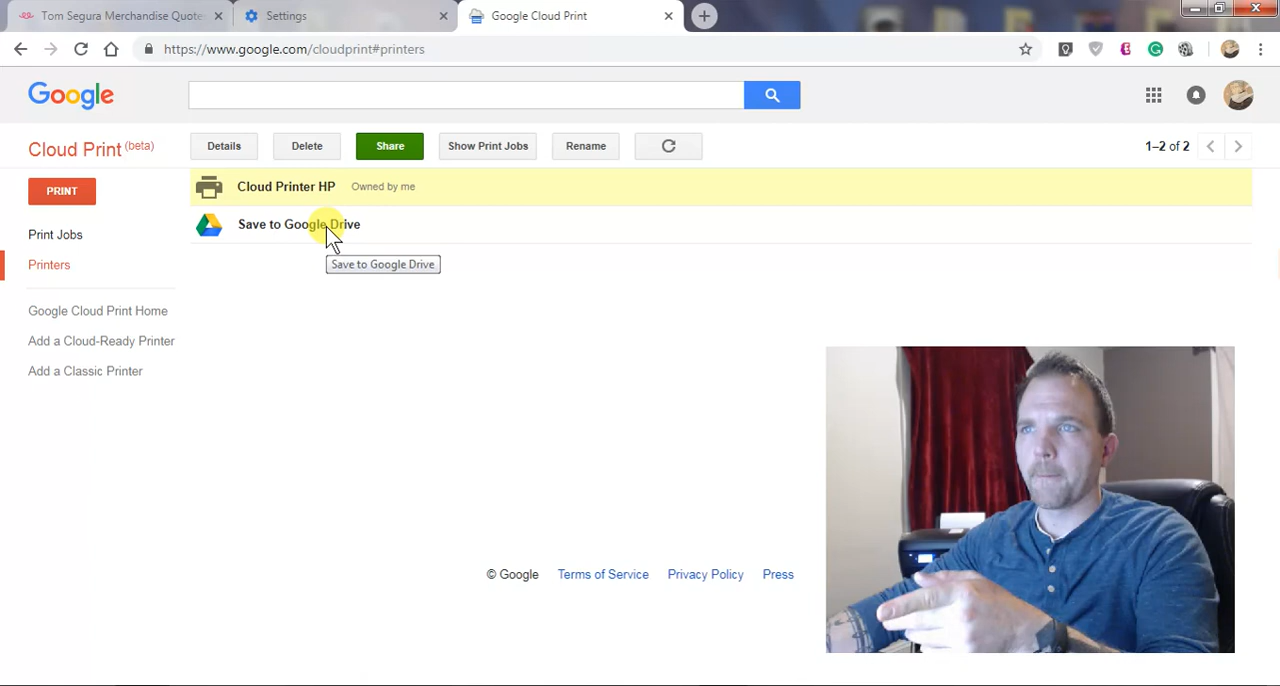 Tom Segura Merchandise Quote
Settings
Google Cloud Print
https://www.google.com/cloudprint#printers
Google
Cloud Print (beta)
Details
Delete
Share
Show Print Jobs
Rename
1–2 of 2
PRINT
Cloud Printer HP Owned by me
Save to Google Drive
Save to Google Drive
Print Jobs
Printers
Google Cloud Print Home
Add a Cloud-Ready Printer
Add a Classic Printer
© Google Terms of Service Privacy Policy Press